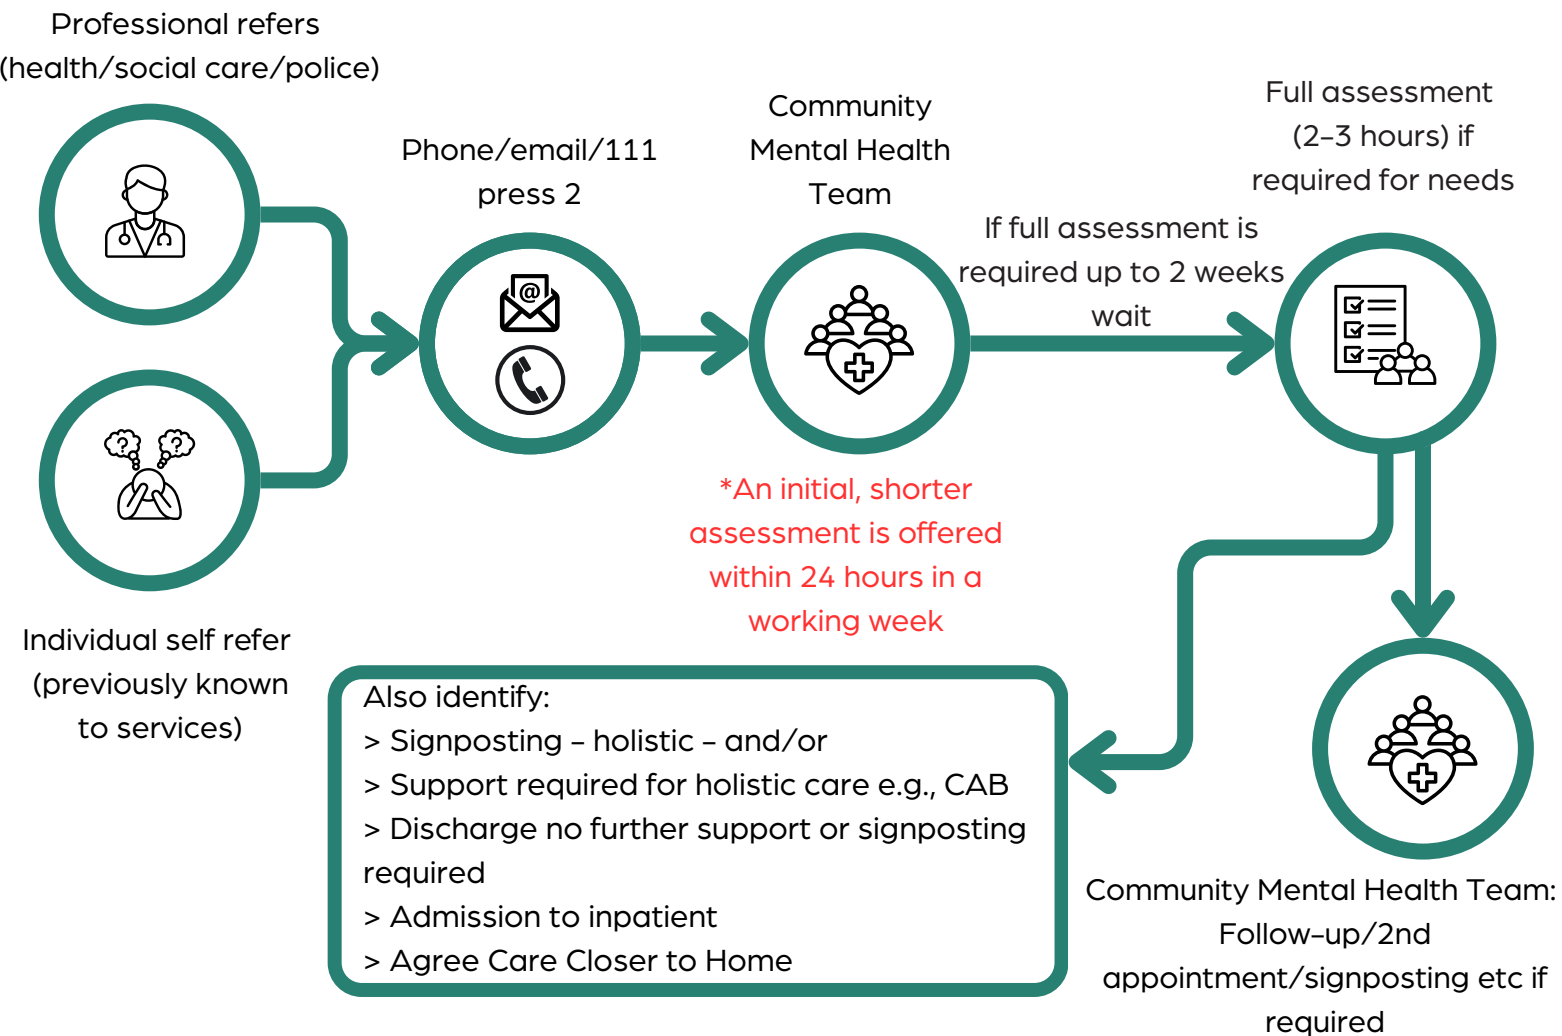 Professional refers
(health/social care/police)
Phone/email/111
press 2
Community
Mental Health
Team
If full assessment is
required up to 2 weeks
wait
Full assessment
(2-3 hours) if
required for needs
@
? ?
Individual self refer
(previously known
to services)
*An initial, shorter
assessment is offered
within 24 hours in a
working week
Also identify:
> Signposting - holistic - and/or
> Support required for holistic care e.g., CAB
> Discharge no further support or signposting
required
> Admission to inpatient
> Agree Care Closer to Home
Community Mental Health Team:
Follow-up/2nd
appointment/signposting etc if
required